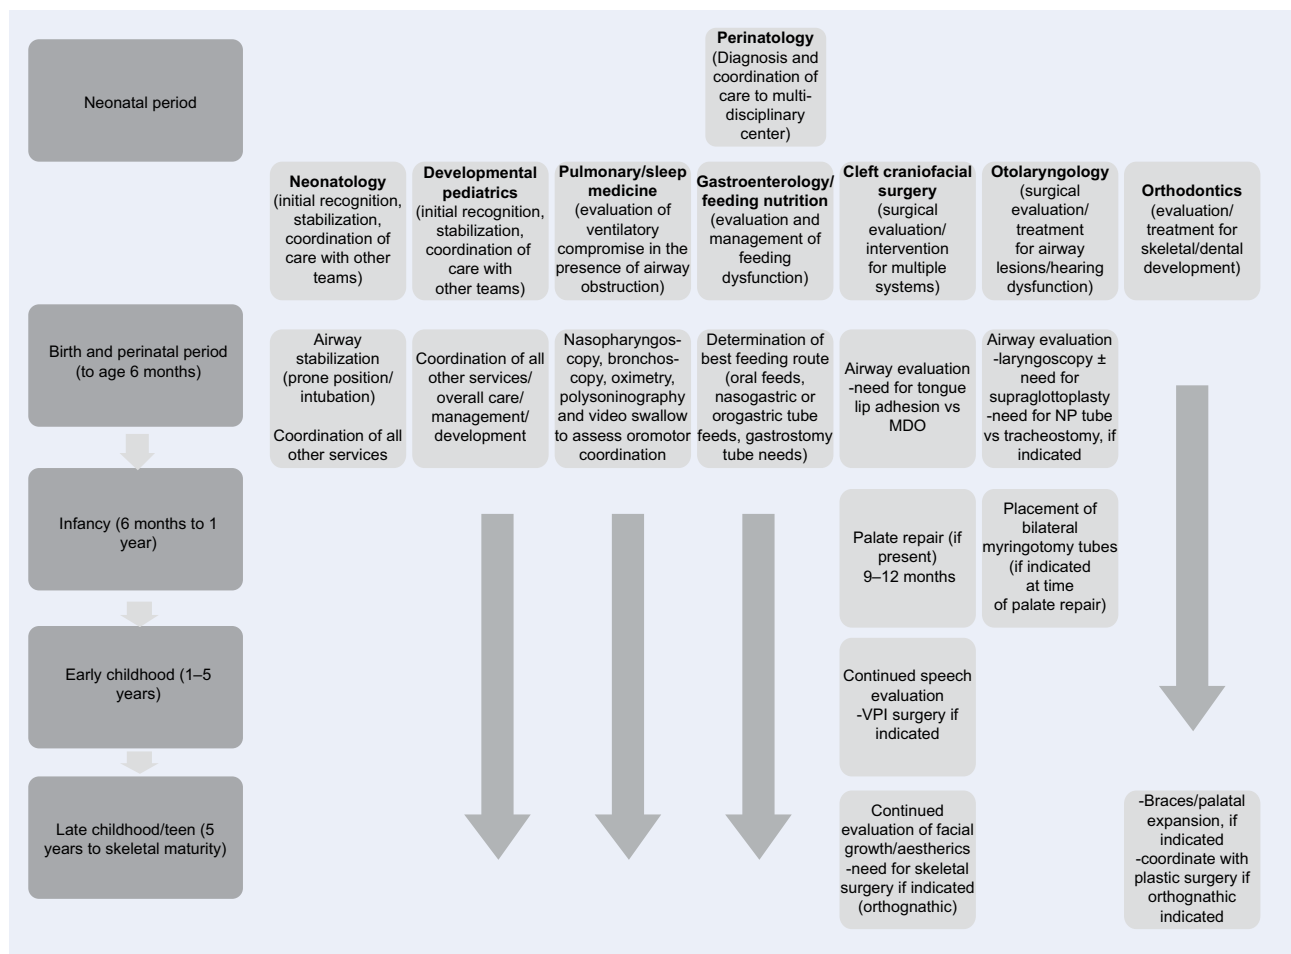 Neonatal period
Perinatology
(Diagnosis and
coordination of
care to multi-
disciplinary
center)
Neonatology
(initial recognition,
stabilization,
coordination of
care with other
teams)
Developmental
pediatrics
(initial recognition,
stabilization,
coordination of
care with
other teams)
Pulmonary/sleep
medicine
(evaluation of
ventilatory
compromise in the
presence of airway
obstruction)
Gastroenterology/
feeding nutrition
(evaluation and
management of
feeding
dysfunction)
Cleft craniofacial
surgery
(surgical
evaluation/
intervention
for multiple
systems)
Otolaryngology
(surgical
evaluation/
treatment
for airway
lesions/hearing
dysfunction)
Orthodontics
(evaluation/
treatment for
skeletal/dental
development)
Birth and perinatal period
(to age 6 months)
Airway
stabilization
(prone position/
intubation)
Coordination of all
other services
Coordination of all
other services/
overall care/
management/
development
Nasopharyngos-
copy, bronchos-
copy, oximetry,
polysoninography
and video swallow
to assess oromotor
coordination
Determination of
best feeding route
(oral feeds,
nasogastric or
orogastric tube
feeds, gastrostomy
tube needs)
Airway evaluation
-need for tongue
lip adhesion vs
MDO
Airway evaluation
-laryngoscopy ±
need for
supraglottoplasty
-need for NP tube
vs tracheostomy, if
indicated
Infancy (6 months to 1
year)
Palate repair (if
present)
9–12 months
Placement of
bilateral
myringotomy tubes
(if indicated
at time
of palate repair)
Early childhood (1–5
years)
Continued speech
evaluation
-VPI surgery if
indicated
Late childhood/teen (5
years to skeletal maturity)
Continued
evaluation of facial
growth/aestherics
-need for skeletal
surgery if indicated
(orthognathic)
-Braces/palatal
expansion, if
indicated
-coordinate with
plastic surgery if
orthognathic
indicated